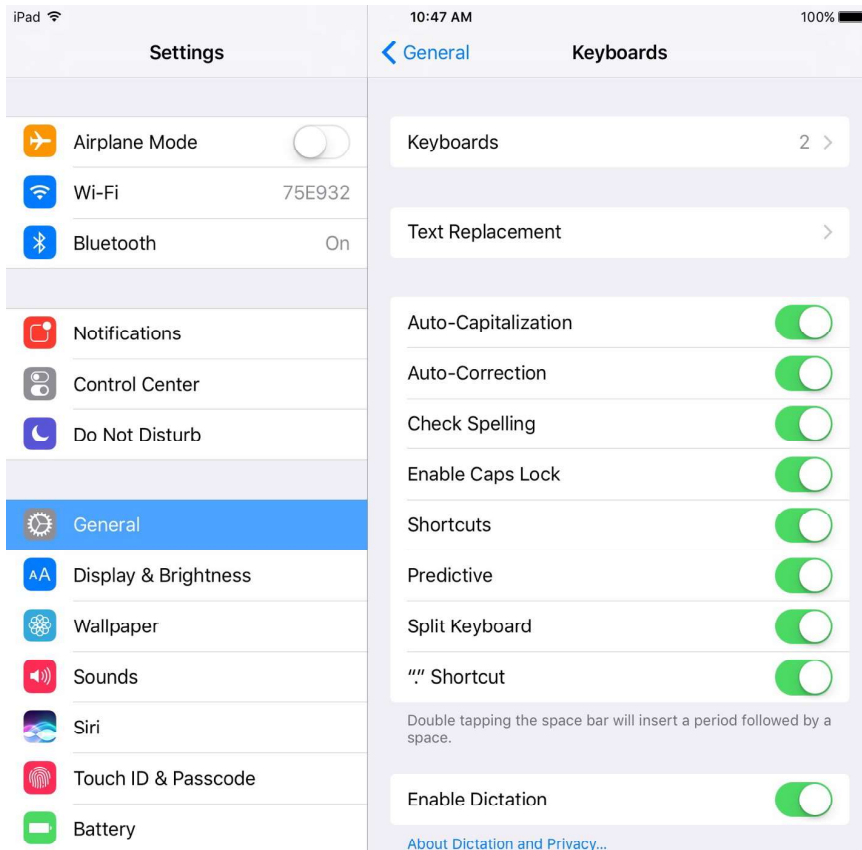 iPad 10:47 AM 100%
Settings
General Keyboards
Airplane Mode
Wi-Fi 75E932
Bluetooth On
Notifications
Control Center
Do Not Disturb
General
AA Display & Brightness
Wallpaper
Sounds
Siri
Touch ID & Passcode
Battery
Keyboards 2
Text Replacement
Auto-Capitalization
Auto-Correction
Check Spelling
Enable Caps Lock
Shortcuts
Predictive
Split Keyboard
“.” Shortcut
Double tapping the space bar will insert a period followed by a
space.
Enable Dictation
About Dictation and Privacy...